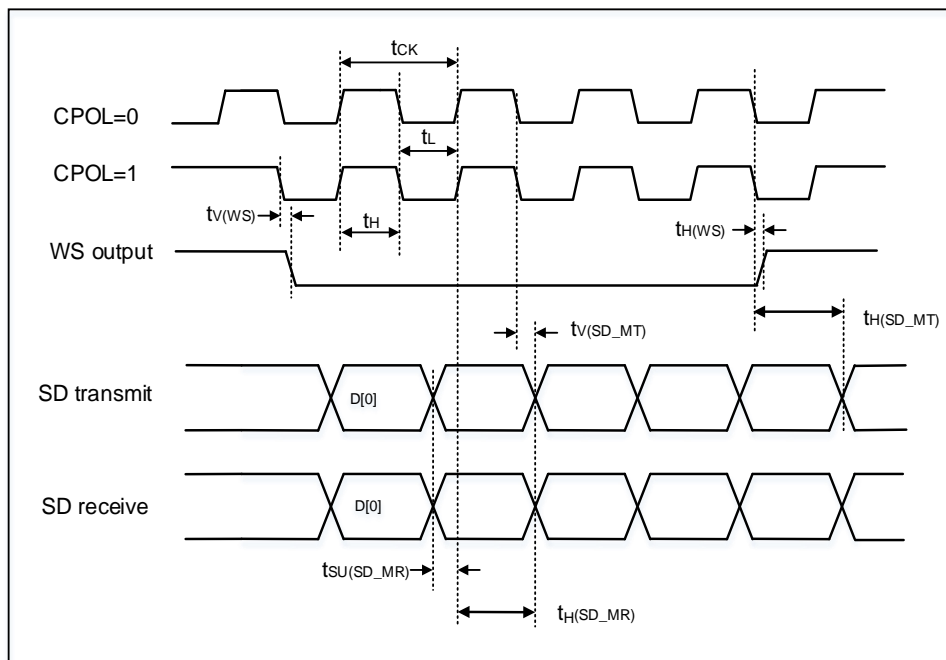 tCK
CPOL=0
tL
CPOL=1
tV(WS)
tH
tH(WS)
WS output
tV(SD_MT)
tH(SD_MT)
SD transmit
D[0]
SD receive
D[0]
tSU(SD_MR)
tH(SD_MR)